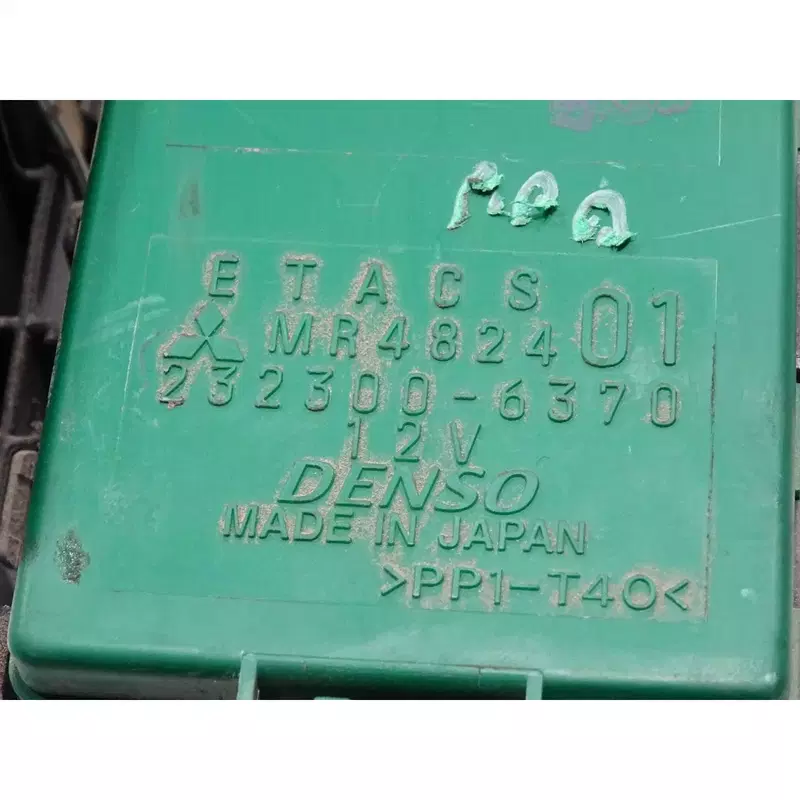 ETACS
MR482401
232300-6370
12V
DENSO
MADE IN JAPAN
>PP1-T40<